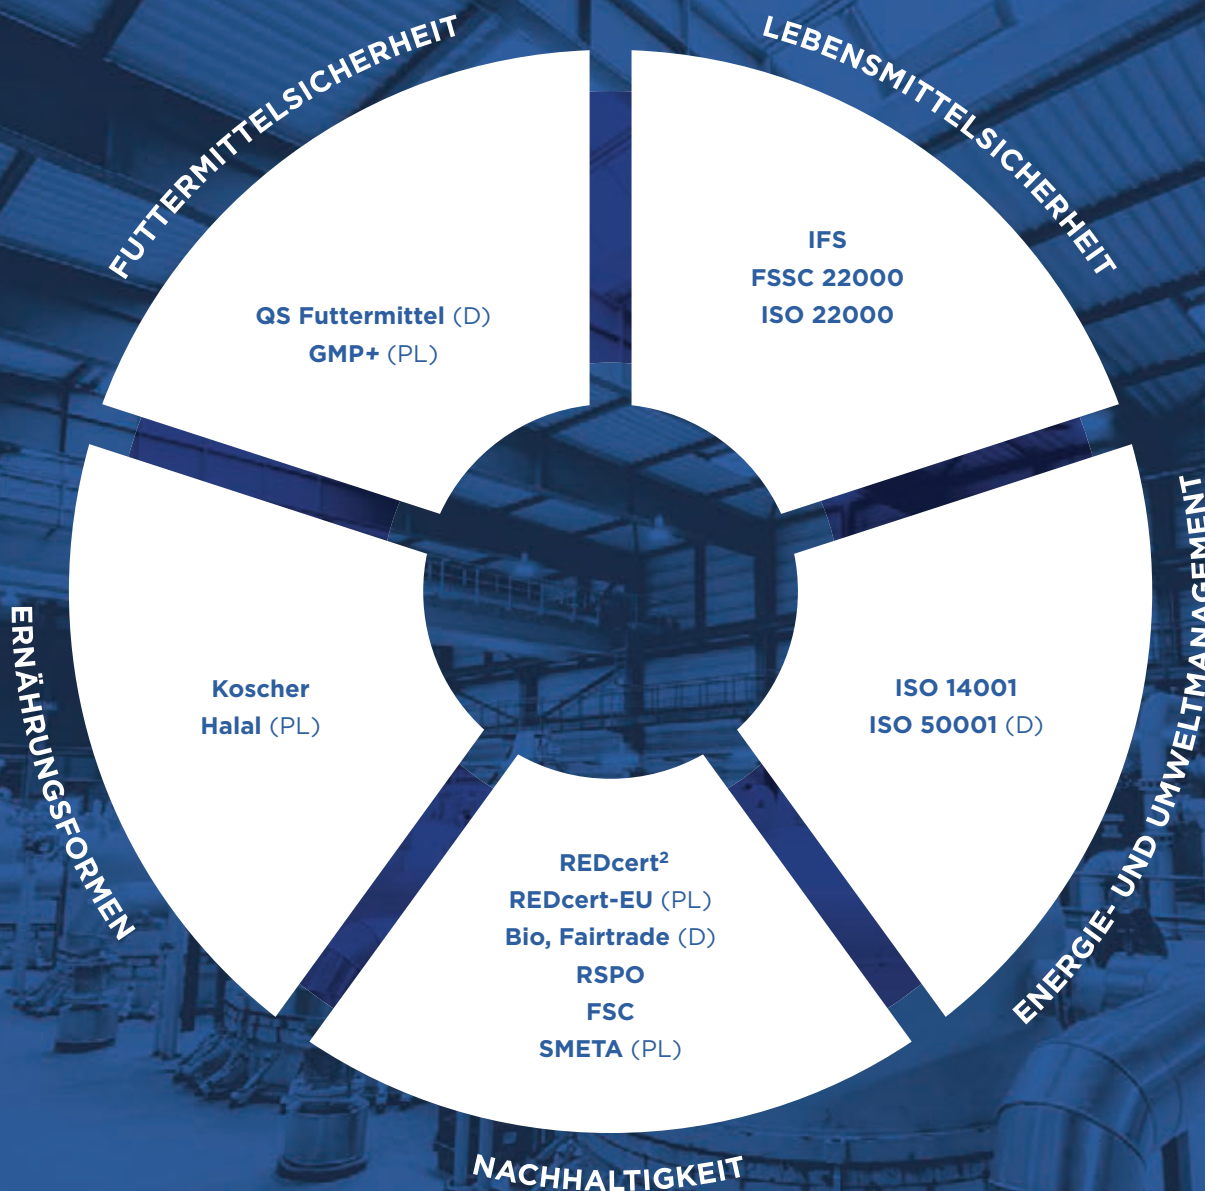 FUTTERMITTELSICHERHEIT
QS Futtermittel (D)
GMP+ (PL)
LEBENSMITTELSICHERHEIT
IFS
FSSC 22000
ISO 22000
ENERGIE- UND UMWELTMANAGEMENT
ISO 14001
ISO 50001 (D)
NACHHALTIGKEIT
REDcert²
REDcert-EU (PL)
Bio, Fairtrade (D)
RSPO
FSC
SMETA (PL)
ERNÄHRUNGSFORMEN
Koscher
Halal (PL)